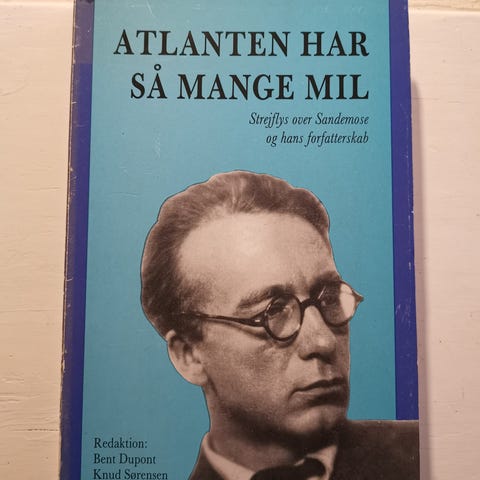 ATLANTEN HAR
SÅ MANGE MIL
Strejflys over Sandemose
og hans forfatterskab
Redaktion:
Bent Dupont
Knud Sørensen